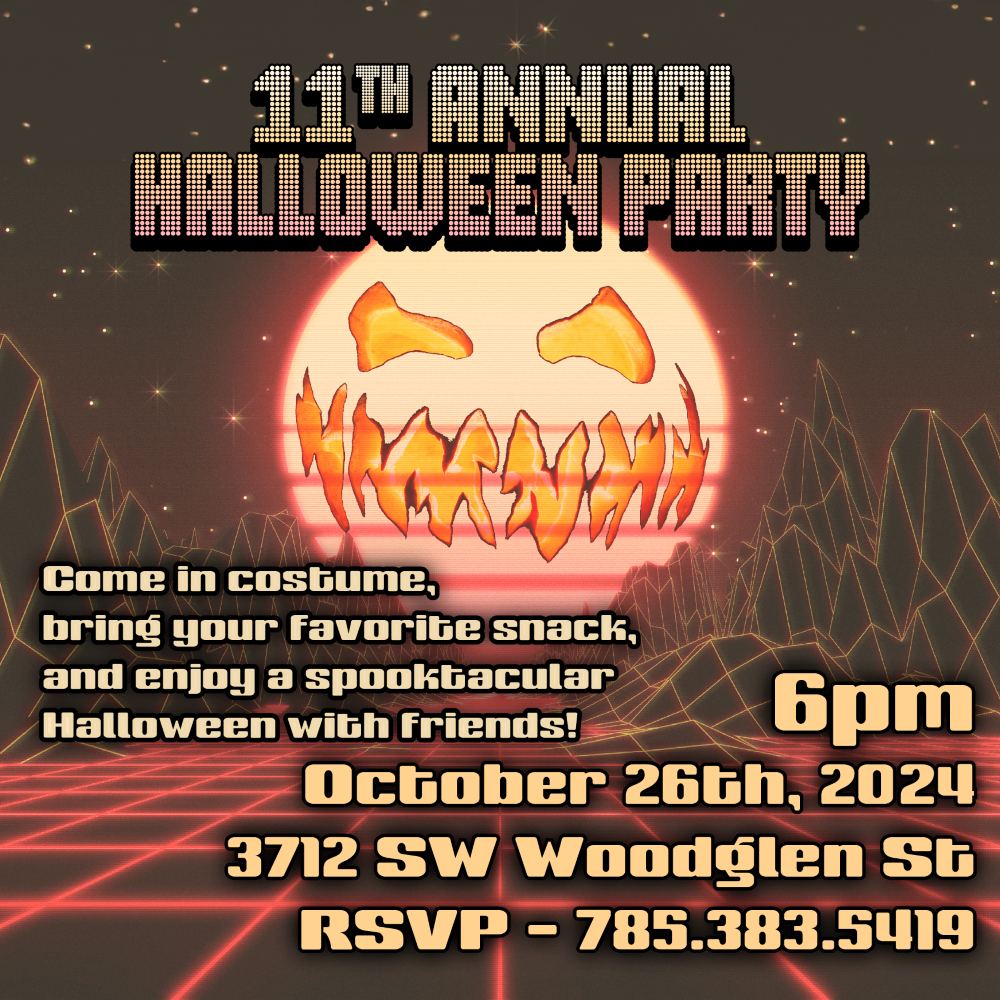 11TH ANNUAL
HALLOWEEN PARTY
Come in costume,
bring your favorite snack,
and enjoy a spooktacular
Halloween with friends!
6pm
October 26th, 2024
3712 SW Woodglen St
RSVP - 785.383.5419